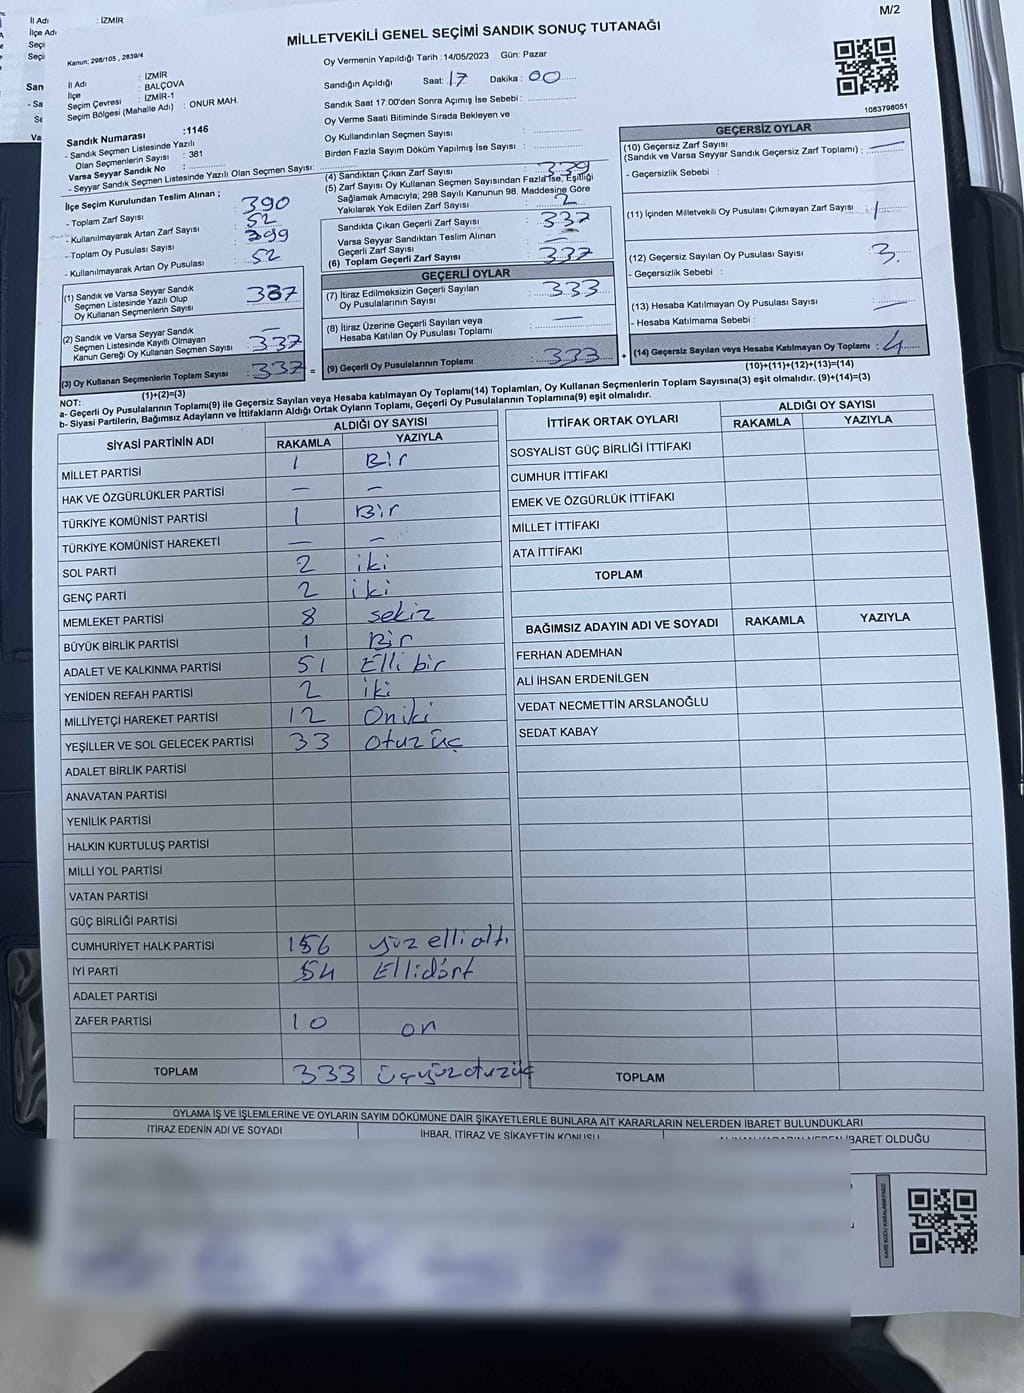 İl Adı : İZMİR
İlçe Adı
Seçi
Seçi
San
- Sa
Va
M/2
MİLLETVEKİLİ GENEL SEÇİMİ SANDIK SONUÇ TUTANAĞI
Kanun: 298/105 , 2839/4
İl Adı : İZMİR
İlçe : BALÇOVA
Seçim Çevresi : İZMİR-1
Seçim Bölgesi (Mahalle Adı) : ONUR MAH.
Sandık Numarası :1146
- Sandık Seçmen Listesinde Yazılı
Olan Seçmenlerin Sayısı : 381
Varsa Seyyar Sandık No :
- Seyyar Sandık Seçmen Listesinde Yazılı Olan Seçmen Sayısı:
Oy Vermenin Yapıldığı Tarih :14/05/2023 Gün: Pazar
Sandığın Açıldığı Saat: 17 Dakika : 00
Sandık Saat 17:00'den Sonra Açımış İse Sebebi :
Oy Verme Saati Bitiminde Sırada Bekleyen ve
Oy Kullandırılan Seçmen Sayısı :
Birden Fazla Sayım Döküm Yapılmış İse Sayısı :
1083798051
İlçe Seçim Kurulundan Teslim Alınan ;
- Toplam Zarf Sayısı : 390
- Kullanılmayarak Artan Zarf Sayısı : 52
- Toplam Oy Pusulası Sayısı : 399
- Kullanılmayarak Artan Oy Pusulası : 52
(1) Sandık ve Varsa Seyyar Sandık
Seçmen Listesinde Yazılı Olup
Oy Kullanan Seçmenlerin Sayısı : 337
(2) Sandık ve Varsa Seyyar Sandık
Seçmen Listesinde Kayıtlı Olmayan
Kanun Gereği Oy Kullanan Seçmen Sayısı : — 337
(3) Oy Kullanan Seçmenlerin Toplam Sayısı : 337 =
(1)+(2)=(3)
(4) Sandıktan Çıkan Zarf Sayısı : 339
(5) Zarf Sayısı Oy Kullanan Seçmen Sayısından Fazla İse, Eşitliği
Sağlamak Amacıyla; 298 Sayılı Kanunun 98. Maddesine Göre
Yakılarak Yok Edilen Zarf Sayısı : 2
Sandıkta Çıkan Geçerli Zarf Sayısı : 337
Varsa Seyyar Sandıktan Teslim Alınan
Geçerli Zarf Sayısı : —
(6) Toplam Geçerli Zarf Sayısı : 337
GEÇERLİ OYLAR
(7) İtiraz Edilmeksizin Geçerli Sayılan
Oy Pusulalarının Sayısı : 333
(8) İtiraz Üzerine Geçerli Sayılan veya
Hesaba Katılan Oy Pusulası Toplamı : —
(9) Geçerli Oy Pusulalarının Toplamı : 333 +
GEÇERSİZ OYLAR
(10) Geçersiz Zarf Sayısı
(Sandık ve Varsa Seyyar Sandık Geçersiz Zarf Toplamı) : —
- Geçersizlik Sebebi :
(11) İçinden Milletvekili Oy Pusulası Çıkmayan Zarf Sayısı : 1
(12) Geçersiz Sayılan Oy Pusulası Sayısı : 3
- Geçersizlik Sebebi :
(13) Hesaba Katılmayan Oy Pusulası Sayısı : —
- Hesaba Katılmama Sebebi :
(14) Geçersiz Sayılan veya Hesaba Katılmayan Oy Toplamı : 4
(10)+(11)+(12)+(13)=(14)
NOT:
a- Geçerli Oy Pusulalarının Toplamı(9) ile Geçersiz Sayılan veya Hesaba katılmayan Oy Toplamı(14) Toplamları, Oy Kullanan Seçmenlerin Toplam Sayısına(3) eşit olmalıdır. (9)+(14)=(3)
b- Siyasi Partilerin, Bağımsız Adayların ve İttifakların Aldığı Ortak Oyların Toplamı, Geçerli Oy Pusulalarının Toplamına(9) eşit olmalıdır.
SİYASİ PARTİNİN ADI ALDIĞI OY SAYISI
RAKAMLA YAZIYLA
MİLLET PARTİSİ 1 Bir
HAK VE ÖZGÜRLÜKLER PARTİSİ — —
TÜRKİYE KOMÜNİST PARTİSİ 1 Bir
TÜRKİYE KOMÜNİST HAREKETİ — —
SOL PARTİ 2 iki
GENÇ PARTİ 2 iki
MEMLEKET PARTİSİ 8 sekiz
BÜYÜK BİRLİK PARTİSİ 1 Bir
ADALET VE KALKINMA PARTİSİ 51 Elli bir
YENİDEN REFAH PARTİSİ 2 iki
MİLLİYETÇİ HAREKET PARTİSİ 12 Oniki
YEŞİLLER VE SOL GELECEK PARTİSİ 33 otuz üç
ADALET BİRLİK PARTİSİ
ANAVATAN PARTİSİ
YENİLİK PARTİSİ
HALKIN KURTULUŞ PARTİSİ
MİLLİ YOL PARTİSİ
VATAN PARTİSİ
GÜÇ BİRLİĞİ PARTİSİ
CUMHURİYET HALK PARTİSİ 156 yüz elli altı
İYİ PARTİ 54 Ellidört
ADALET PARTİSİ
ZAFER PARTİSİ 10 on
TOPLAM 333 üçyüzotuzüç
İTTİFAK ORTAK OYLARI ALDIĞI OY SAYISI
RAKAMLA YAZIYLA
SOSYALİST GÜÇ BİRLİĞİ İTTİFAKI
CUMHUR İTTİFAKI
EMEK VE ÖZGÜRLÜK İTTİFAKI
MİLLET İTTİFAKI
ATA İTTİFAKI
TOPLAM
BAĞIMSIZ ADAYIN ADI VE SOYADI RAKAMLA YAZIYLA
FERHAN ADEMHAN
ALİ İHSAN ERDENİLGEN
VEDAT NECMETTİN ARSLANOĞLU
SEDAT KABAY
TOPLAM
OYLAMA İŞ VE İŞLEMLERİNE VE OYLARIN SAYIM DÖKÜMÜNE DAİR ŞİKAYETLERLE BUNLARA AİT KARARLARIN NELERDEN İBARET BULUNDUKLARI
İTİRAZ EDENİN ADI VE SOYADI İHBAR, İTİRAZ VE ŞİKAYETİN KONUSU İBARET OLDUĞU